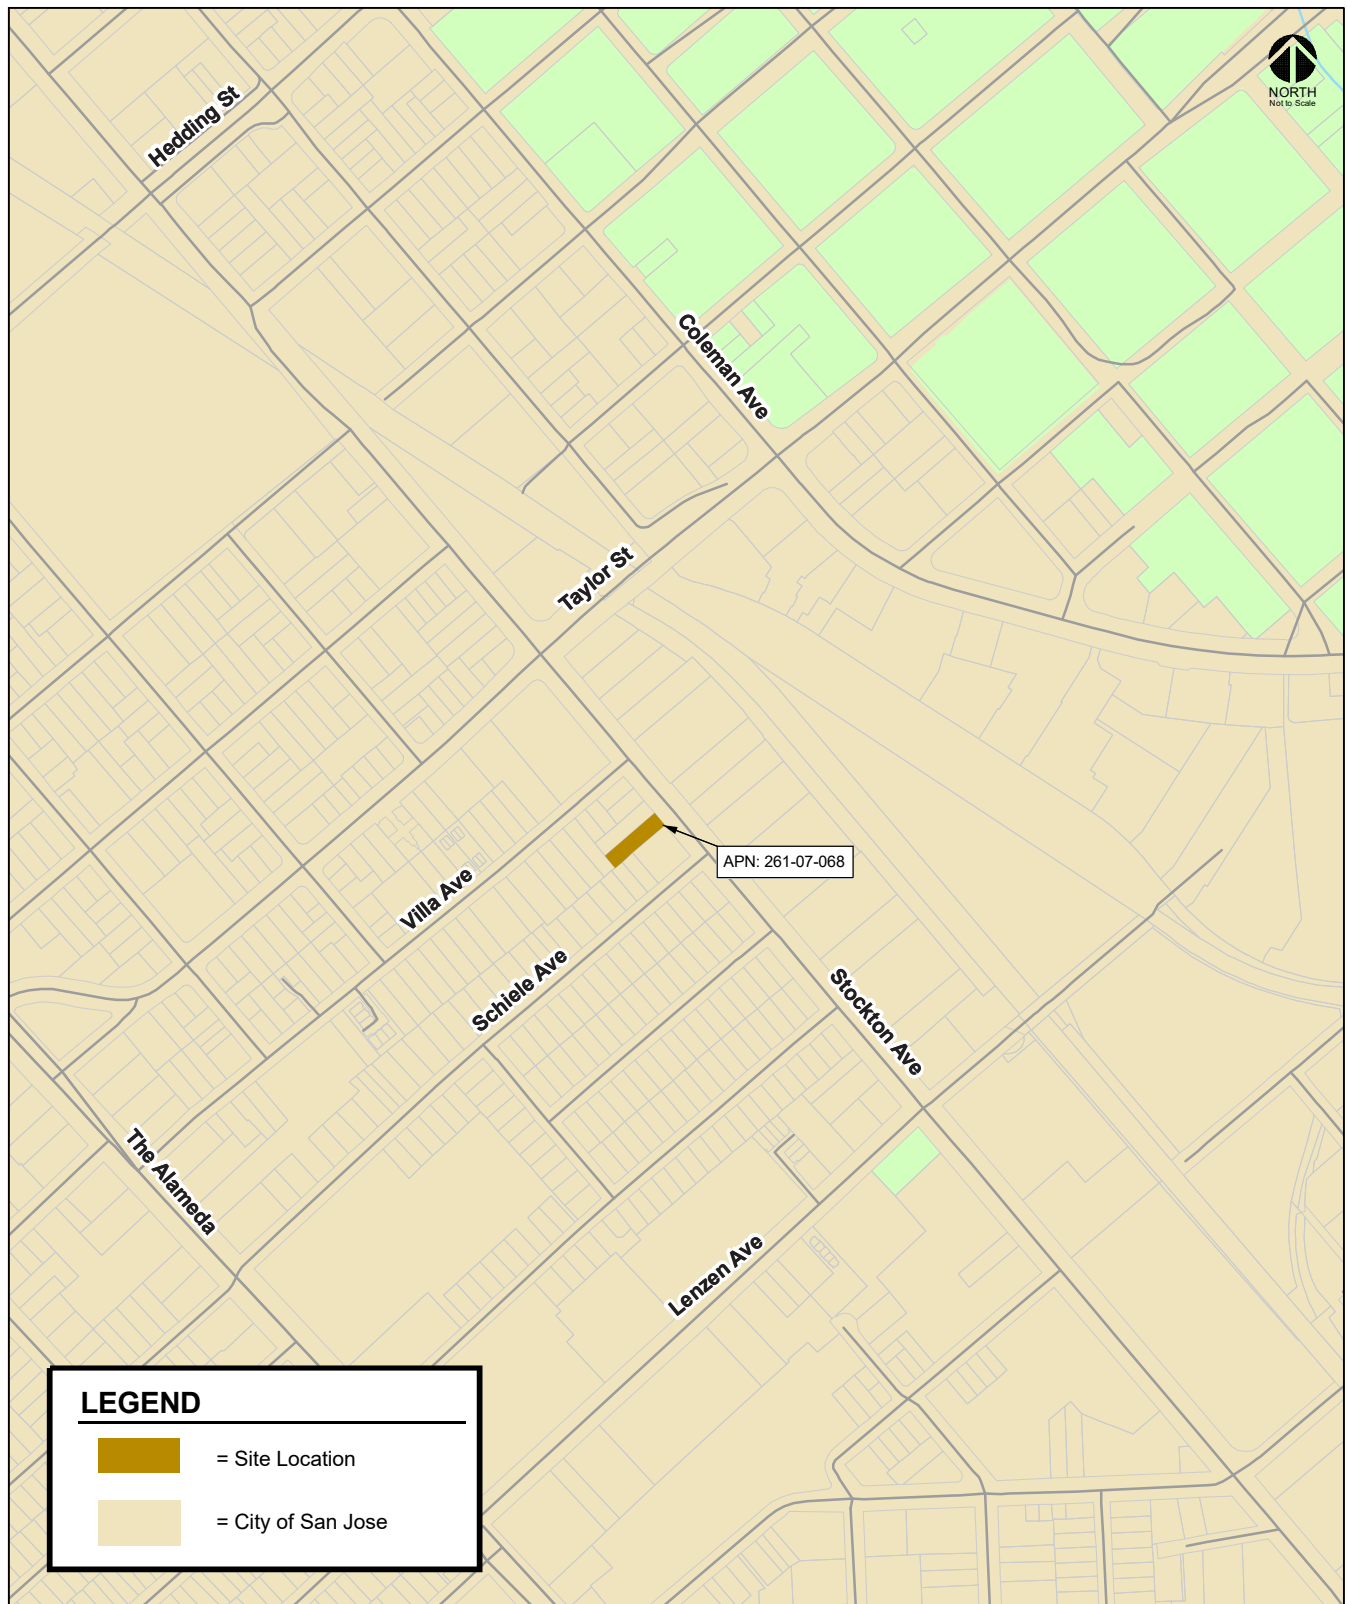 NORTH
Not to Scale
Hedding St
Coleman Ave
Taylor St
APN: 261-07-068
Villa Ave
Schiele Ave
Stockton Ave
The Alameda
Lenzen Ave
LEGEND
= Site Location
= City of San Jose